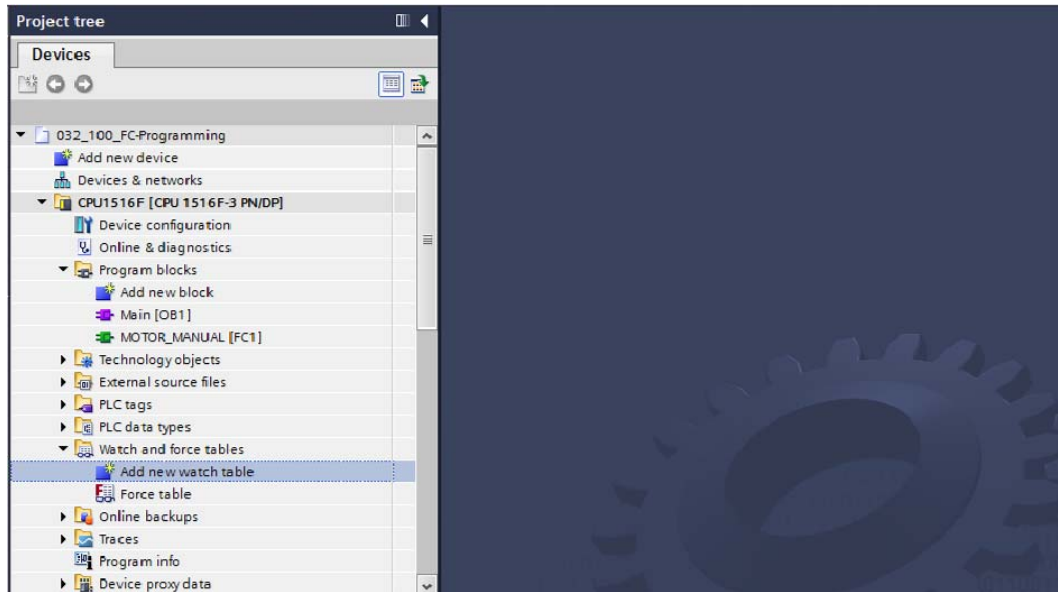 Project tree
Devices
032_100_FC-Programming
Add new device
Devices & networks
CPU1516F [CPU 1516F-3 PN/DP]
Device configuration
Online & diagnostics
Program blocks
Add new block
Main [OB1]
MOTOR_MANUAL [FC1]
Technology objects
External source files
PLC tags
PLC data types
Watch and force tables
Add new watch table
Force table
Online backups
Traces
Program info
Device proxy data